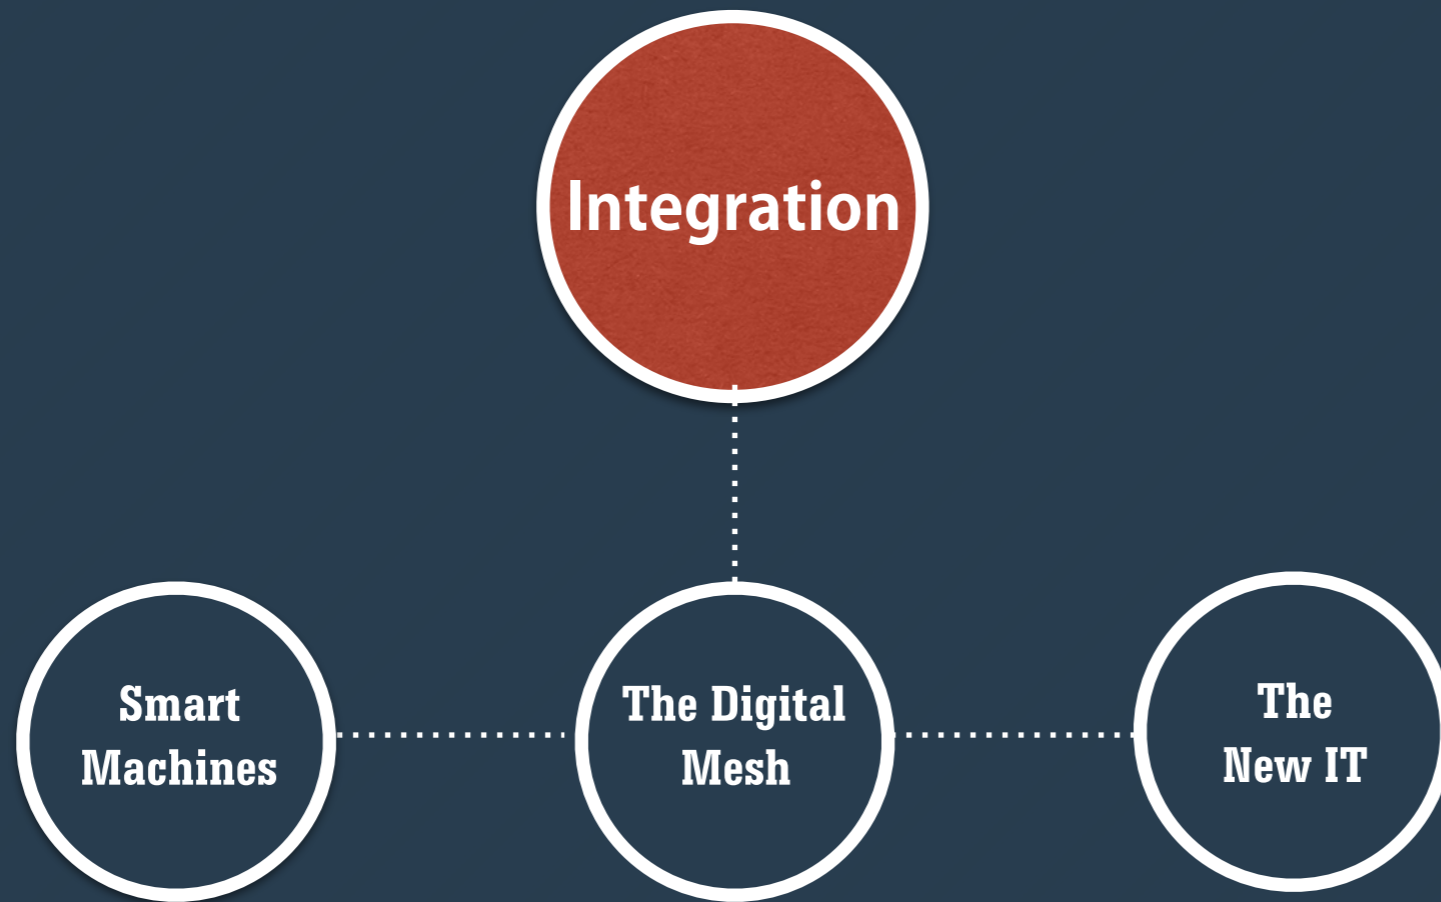 Integration
Smart
Machines
The Digital
Mesh
The
New IT